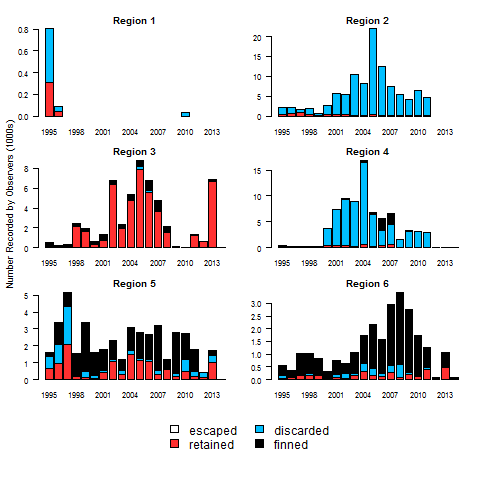 Region 1
Region 2
0.8
0.6
0.4
0.2
0.0
20
15
10
5
0
1995 1998 2001 2004 2007 2010 2013
1995 1998 2001 2004 2007 2010 2013
Region 3
Region 4
Number Recorded by Observers (1000s)
8
6
4
2
0
15
10
5
0
1995 1998 2001 2004 2007 2010 2013
1995 1998 2001 2004 2007 2010 2013
Region 5
Region 6
5
4
3
2
1
0
3.0
2.5
2.0
1.5
1.0
0.5
0.0
1995 1998 2001 2004 2007 2010 2013
1995 1998 2001 2004 2007 2010 2013
escaped discarded
retained finned